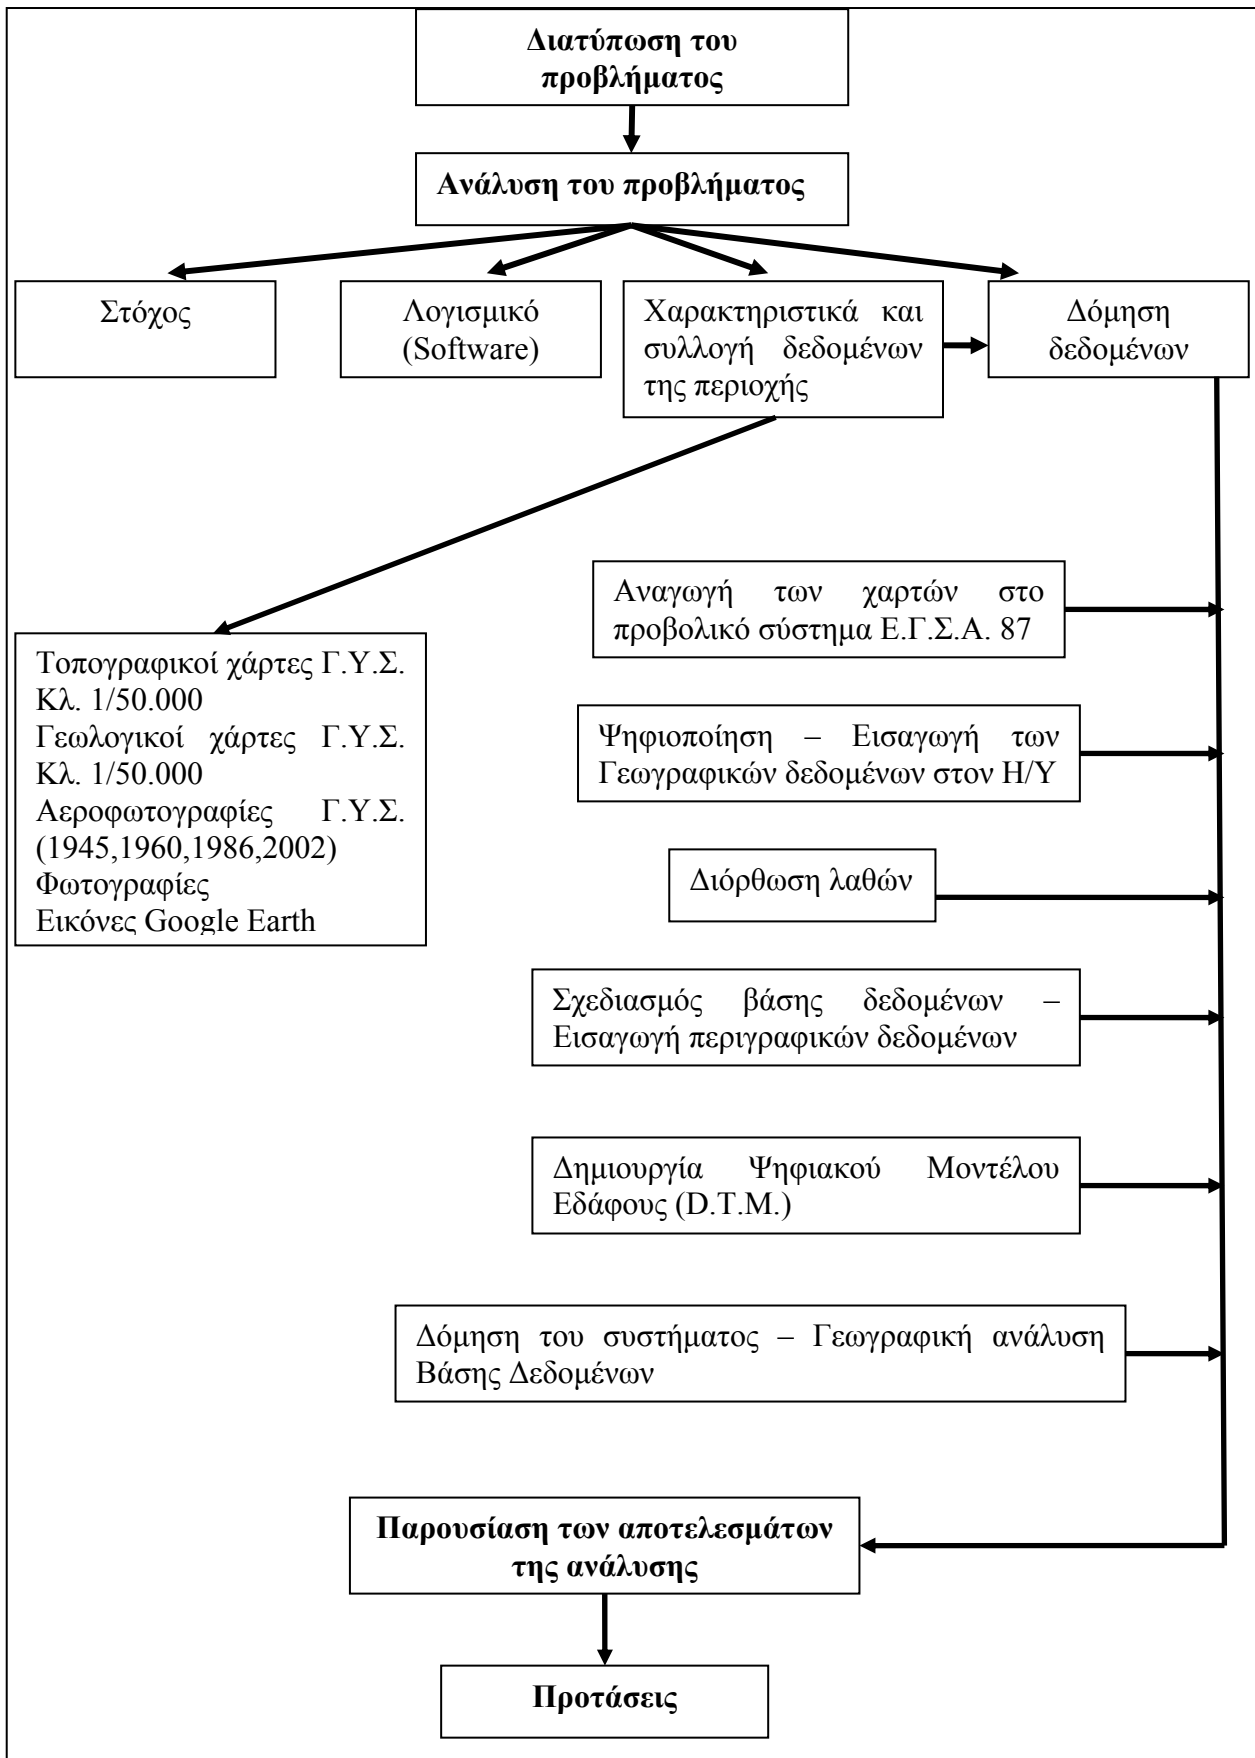 Διατύπωση του
προβλήματος
Ανάλυση του προβλήματος
Στόχος
Λογισμικό
(Software)
Χαρακτηριστικά και
συλλογή δεδομένων
της περιοχής
Δόμηση
δεδομένων
Αναγωγή των χαρτών στο
προβολικό σύστημα Ε.Γ.Σ.Α. 87
Τοπογραφικοί χάρτες Γ.Υ.Σ.
Κλ. 1/50.000
Γεωλογικοί χάρτες Γ.Υ.Σ.
Κλ. 1/50.000
Αεροφωτογραφίες Γ.Υ.Σ.
(1945,1960,1986,2002)
Φωτογραφίες
Εικόνες Google Earth
Ψηφιοποίηση – Εισαγωγή των
Γεωγραφικών δεδομένων στον Η/Υ
Διόρθωση λαθών
Σχεδιασμός βάσης δεδομένων –
Εισαγωγή περιγραφικών δεδομένων
Δημιουργία Ψηφιακού Μοντέλου
Εδάφους (D.T.M.)
Δόμηση του συστήματος – Γεωγραφική ανάλυση
Βάσης Δεδομένων
Παρουσίαση των αποτελεσμάτων
της ανάλυσης
Προτάσεις